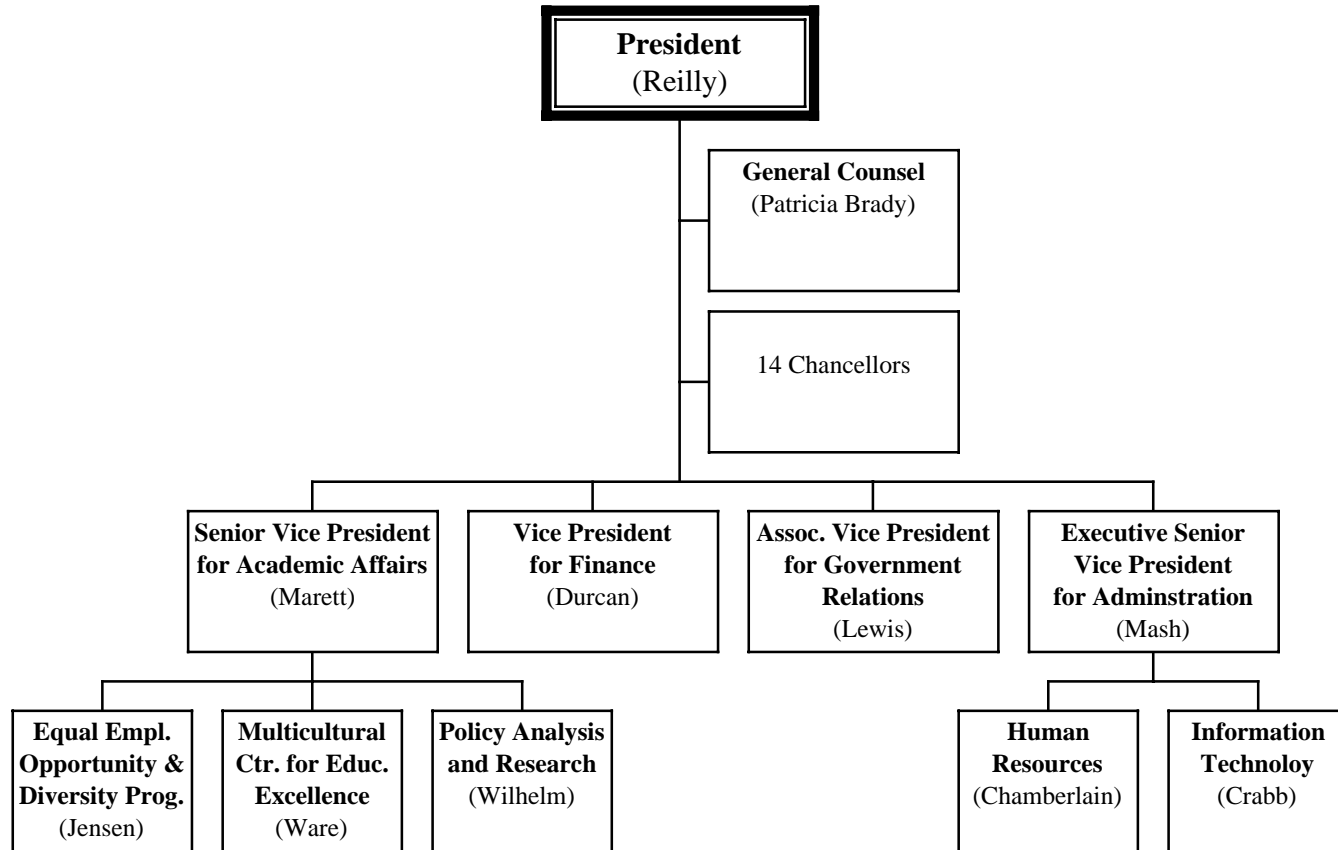 President
(Reilly)
General Counsel
(Patricia Brady)
14 Chancellors
Senior Vice President
for Academic Affairs
(Marett)
Vice President
for Finance
(Durcan)
Assoc. Vice President
for Government
Relations
(Lewis)
Executive Senior
Vice President
for Adminstration
(Mash)
Equal Empl.
Opportunity &
Diversity Prog.
(Jensen)
Multicultural
Ctr. for Educ.
Excellence
(Ware)
Policy Analysis
and Research
(Wilhelm)
Human
Resources
(Chamberlain)
Information
Technoloy
(Crabb)